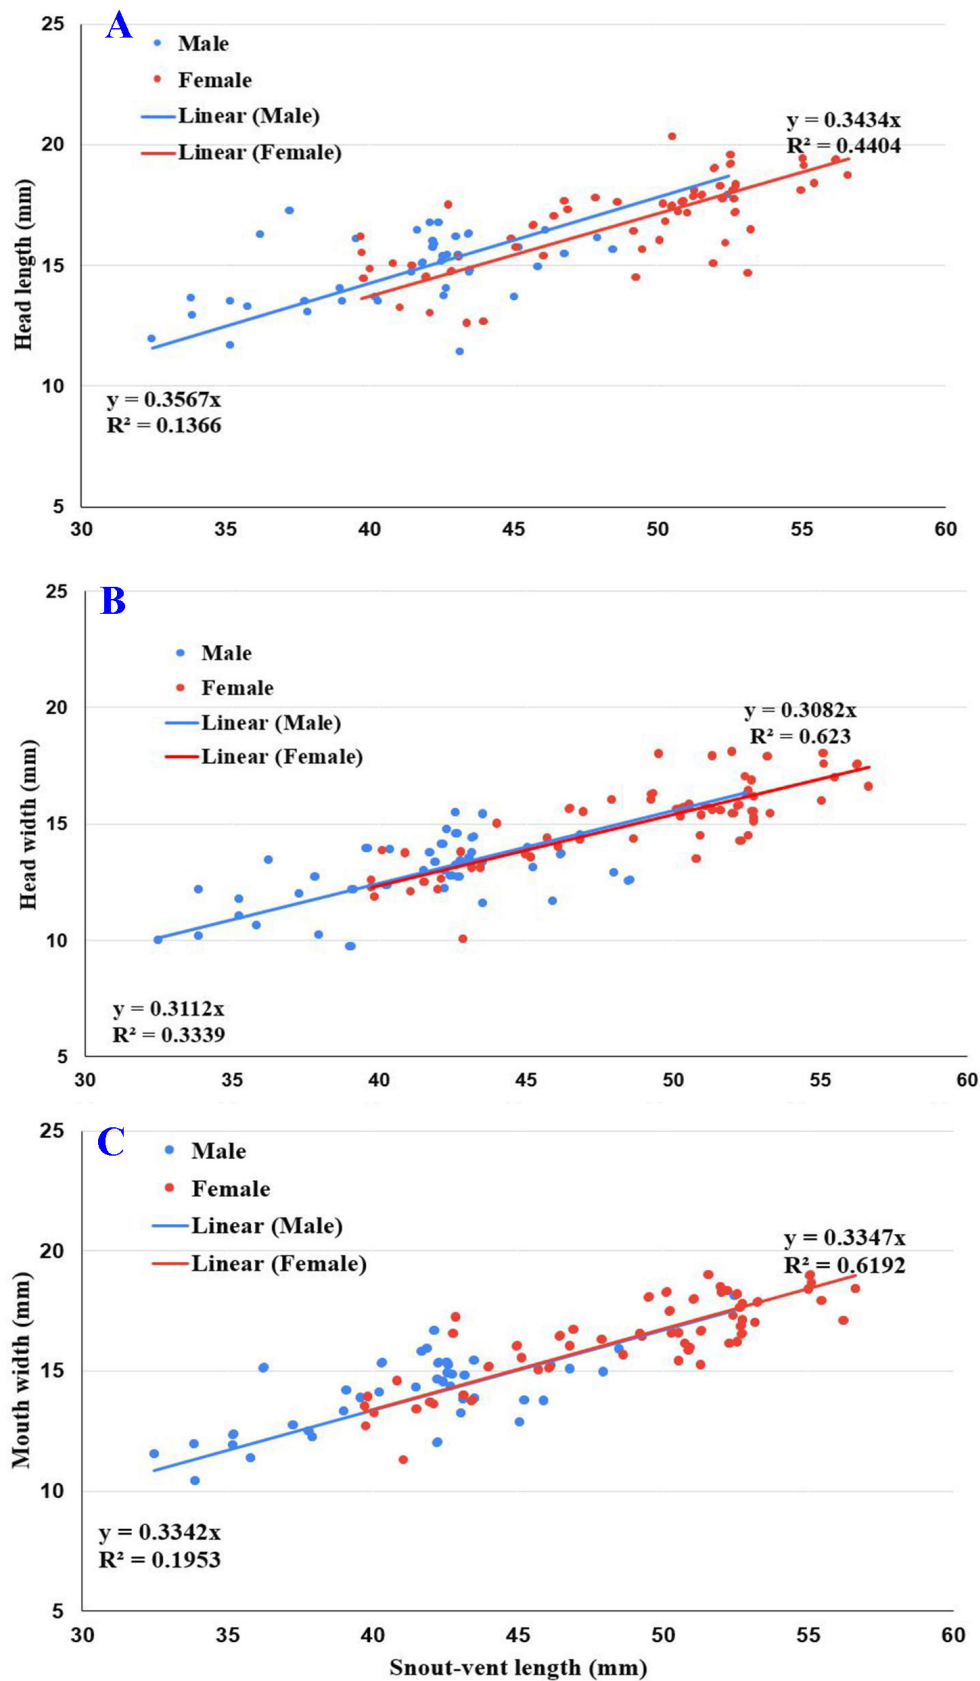 A
25
Male
Female
Linear (Male)
Linear (Female)
y = 0.3434x
R² = 0.4404
20
Head length (mm)
15
10
y = 0.3567x
R² = 0.1366
5
30 35 40 45 50 55 60
B
25
Male
Female
Linear (Male)
Linear (Female)
y = 0.3082x
R² = 0.623
20
Head width (mm)
15
10
y = 0.3112x
R² = 0.3339
5
30 35 40 45 50 55 60
C
25
Male
Female
Linear (Male)
Linear (Female)
y = 0.3347x
R² = 0.6192
20
Mouth width (mm)
15
10
y = 0.3342x
R² = 0.1953
5
30 35 40 45 50 55 60
Snout-vent length (mm)